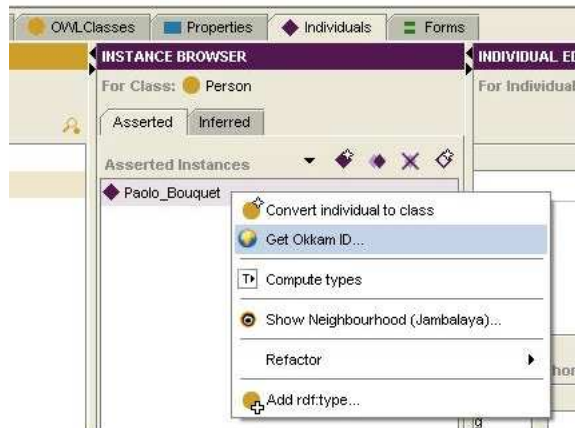 OWLClasses Properties Individuals Forms
INSTANCE BROWSER
INDIVIDUAL ED
For Class: Person
For Individual
Asserted Inferred
Asserted Instances
Paolo_Bouquet
Convert individual to class
Get Okkam ID...
Compute types
Show Neighbourhood (Jambalaya)...
Refactor
Add rdf:type...